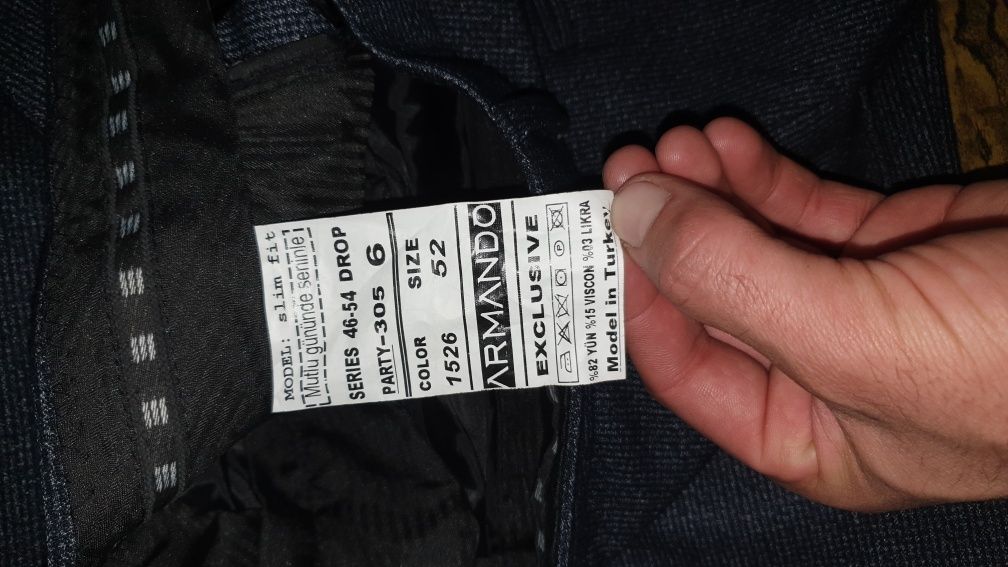 MODEL: slim fit
Mutlu gününde seninle
SERIES 46-54 DROP
PARTY-305 6
COLOR SIZE
1526 52
ARMANDO
EXCLUSIVE
%82 YÜN %15 VISCON %03 LIKRA
Model in Turkey